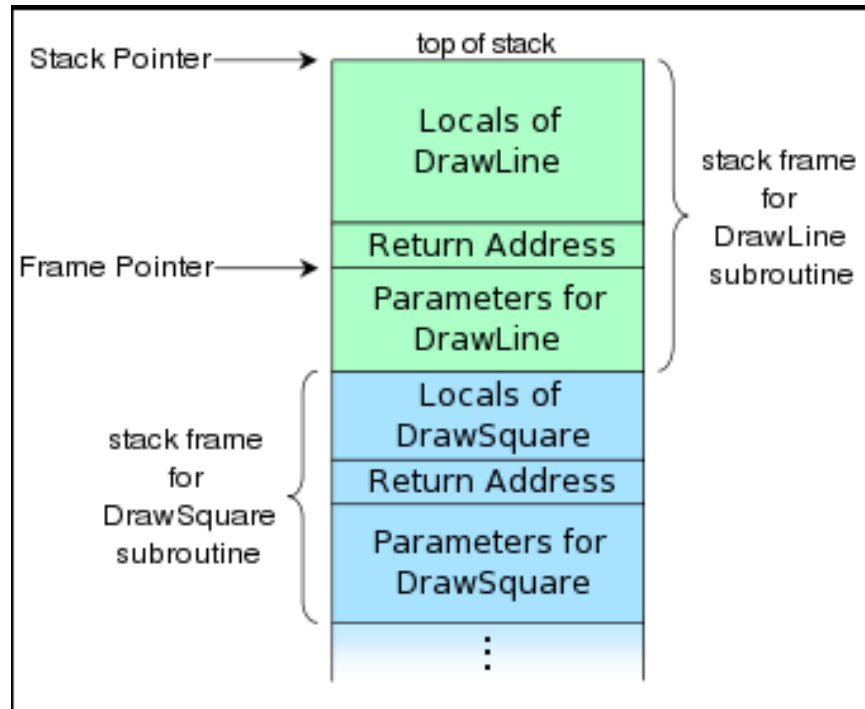 top of stack
Stack Pointer
Locals of
DrawLine
stack frame
for
DrawLine
subroutine
Return Address
Frame Pointer
Parameters for
DrawLine
Locals of
DrawSquare
stack frame
for
DrawSquare
subroutine
Return Address
Parameters for
DrawSquare
⋮